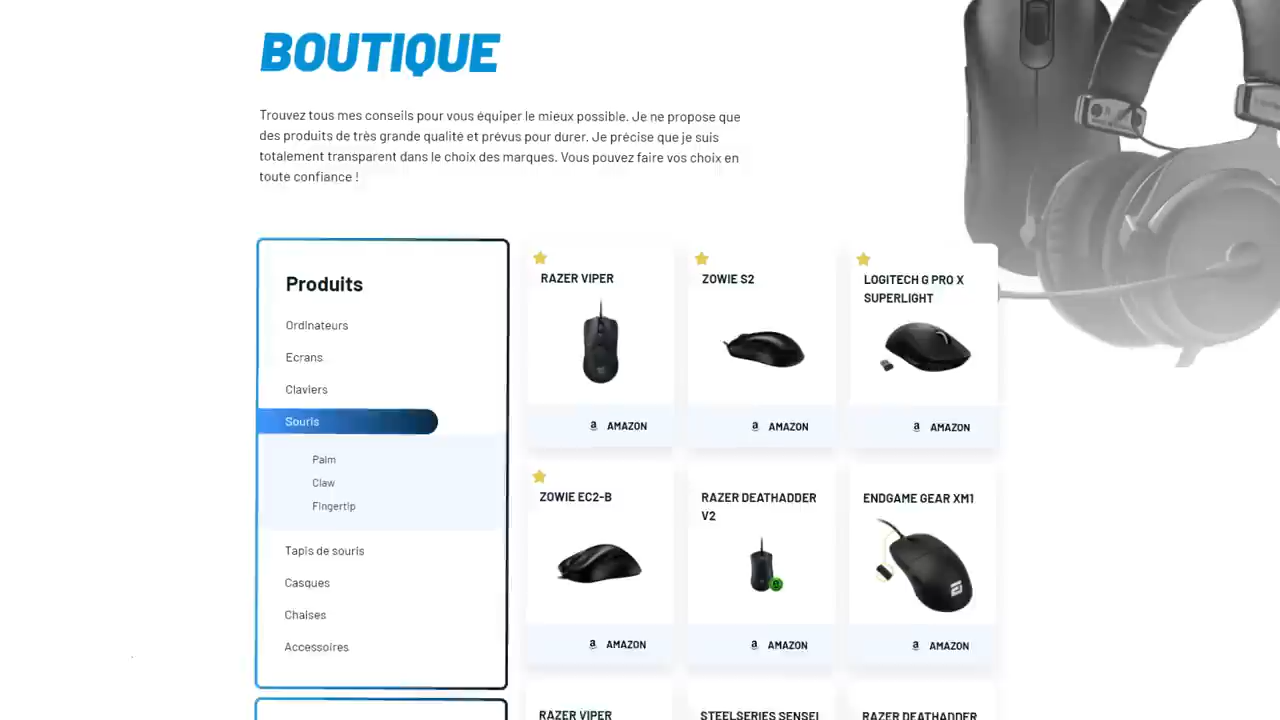 BOUTIQUE
Trouvez tous mes conseils pour vous équiper le mieux possible. Je ne propose que
des produits de très grande qualité et prévus pour durer. Je précise que je suis
totalement transparent dans le choix des marques. Vous pouvez faire vos choix en
toute confiance !
Produits
Ordinateurs
Ecrans
Claviers
Souris
Palm
Claw
Fingertip
Tapis de souris
Casques
Chaises
Accessoires
RAZER VIPER
AMAZON
ZOWIE S2
AMAZON
LOGITECH G PRO X
SUPERLIGHT
AMAZON
ZOWIE EC2-B
AMAZON
RAZER DEATHADDER
V2
AMAZON
ENDGAME GEAR XM1
AMAZON
RAZER VIPER
STEELSERIES SENSEI
RAZER DEATHADDER